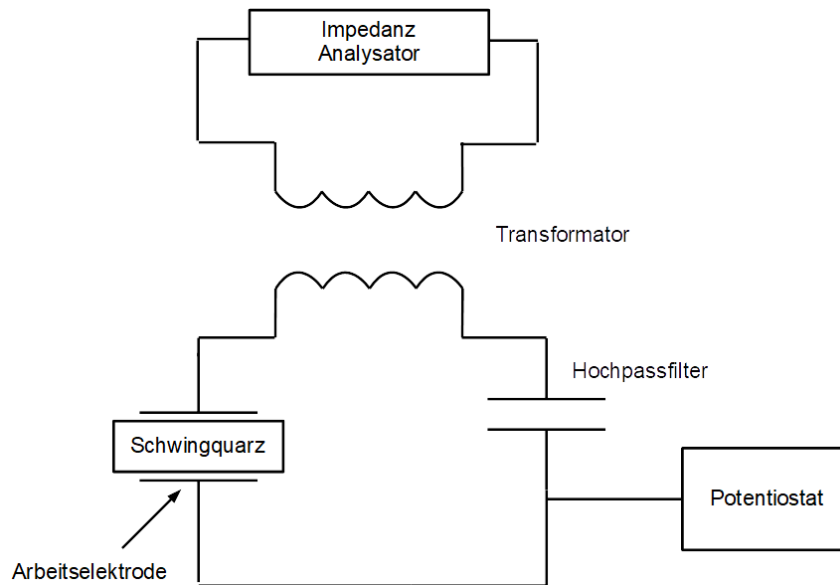 Impedanz
Analysator
Transformator
Hochpassfilter
Schwingquarz
Potentiostat
Arbeitselektrode